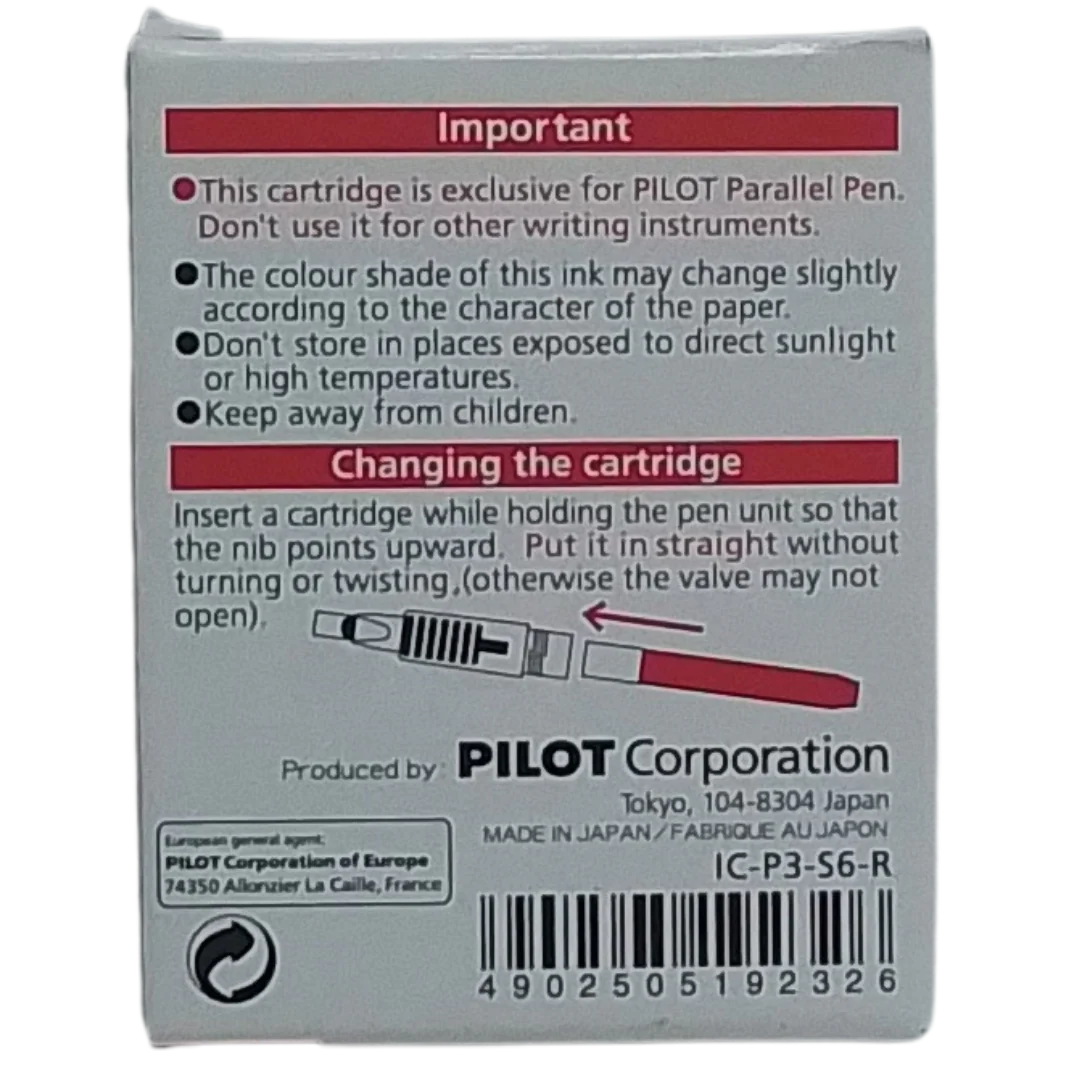 Important
●This cartridge is exclusive for PILOT Parallel Pen.
Don't use it for other writing instruments.
●The colour shade of this ink may change slightly
according to the character of the paper.
●Don't store in places exposed to direct sunlight
or high temperatures.
●Keep away from children.
Changing the cartridge
Insert a cartridge while holding the pen unit so that
the nib points upward. Put it in straight without
turning or twisting,(otherwise the valve may not
open).
Produced by PILOT Corporation
Tokyo, 104-8304 Japan
MADE IN JAPAN/FABRIQUE AU JAPON
IC-P3-S6-R
European general agent:
PILOT Corporation of Europe
74350 Allonzier La Caille, France
4902505192326